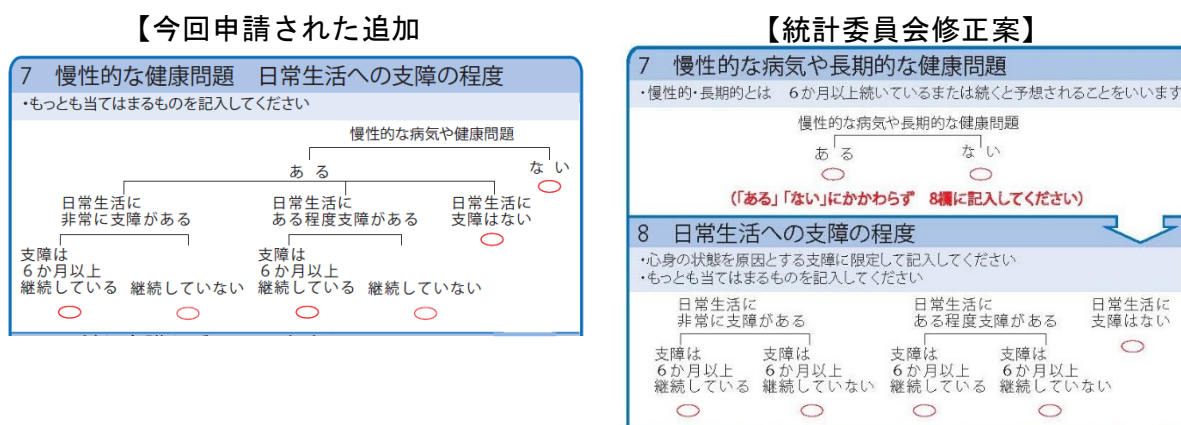 【今回申請された追加
7　慢性的な健康問題　日常生活への支障の程度
・もっとも当てはまるものを記入してください
慢性的な病気や健康問題
ある
ない
日常生活に
非常に支障がある
日常生活に
ある程度支障がある
日常生活に
支障はない
支障は
６か月以上
継続している
継続していない
支障は
６か月以上
継続している
継続していない
【統計委員会修正案】
7　慢性的な病気や長期的な健康問題
・慢性的・長期的とは　６か月以上続いているまたは続くと予想されることをいいます
慢性的な病気や長期的な健康問題
ある
ない
（「ある」「ない」にかかわらず　8欄に記入してください）
8　日常生活への支障の程度
・心身の状態を原因とする支障に限定して記入してください
・もっとも当てはまるものを記入してください
日常生活に
非常に支障がある
日常生活に
ある程度支障がある
日常生活に
支障はない
支障は
６か月以上
継続している
支障は
６か月以上
継続していない
支障は
６か月以上
継続している
支障は
６か月以上
継続していない